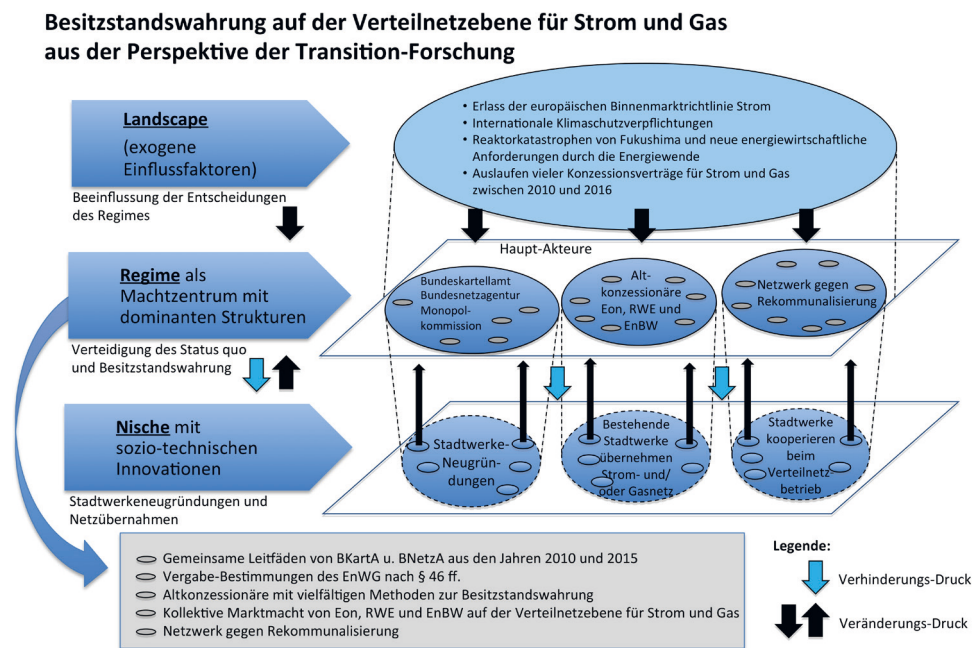 Besitzstandswahrung auf der Verteilnetzebene für Strom und Gas
aus der Perspektive der Transition-Forschung
Landscape
(exogene
Einflussfaktoren)
Beeinflussung der Entscheidungen
des Regimes
• Erlass der europäischen Binnenmarktrichtlinie Strom
• Internationale Klimaschutzverpflichtungen
• Reaktorkatastrophen von Fukushima und neue energiewirtschaftliche
Anforderungen durch die Energiewende
• Auslaufen vieler Konzessionsverträge für Strom und Gas
zwischen 2010 und 2016
Haupt-Akteure
Regime als
Machtzentrum mit
dominanten Strukturen
Verteidigung des Status quo
und Besitzstandswahrung
Bundeskartellamt
Bundesnetzagentur
Monopol-
kommission
Alt-
konzessionäre
Eon, RWE und
EnBW
Netzwerk gegen
Rekommunalisierung
Nische mit
sozio-technischen
Innovationen
Stadtwerkeneugründungen und
Netzübernahmen
Stadtwerke-
Neugrün-
dungen
Bestehende
Stadtwerke
übernehmen
Strom- und/
oder Gasnetz
Stadtwerke
kooperieren
beim
Verteilnetz-
betrieb
Gemeinsame Leitfäden von BKartA u. BNetzA aus den Jahren 2010 und 2015
Vergabe-Bestimmungen des EnWG nach § 46 ff.
Altkonzessionäre mit vielfältigen Methoden zur Besitzstandswahrung
Kollektive Marktmacht von Eon, RWE und EnBW auf der Verteilnetzebene für Strom und Gas
Netzwerk gegen Rekommunalisierung
Legende:
Verhinderungs-Druck
Veränderungs-Druck